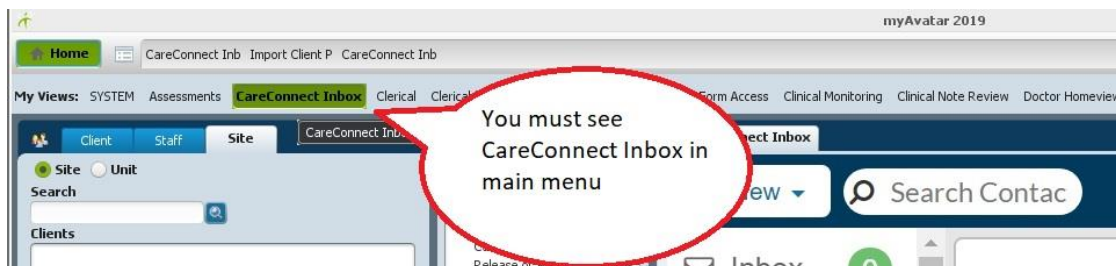 myAvatar 2019
Home
CareConnect Inb Import Client P CareConnect Inb
My Views: SYSTEM Assessments CareConnect Inbox Clerical Form Access Clinical Monitoring Clinical Note Review Doctor Homeview
Client Staff Site CareConnect Inbox
Site Unit
Search
Clients
You must see
CareConnect Inbox in
main menu
Inbox
Search Contac
Inbox 0